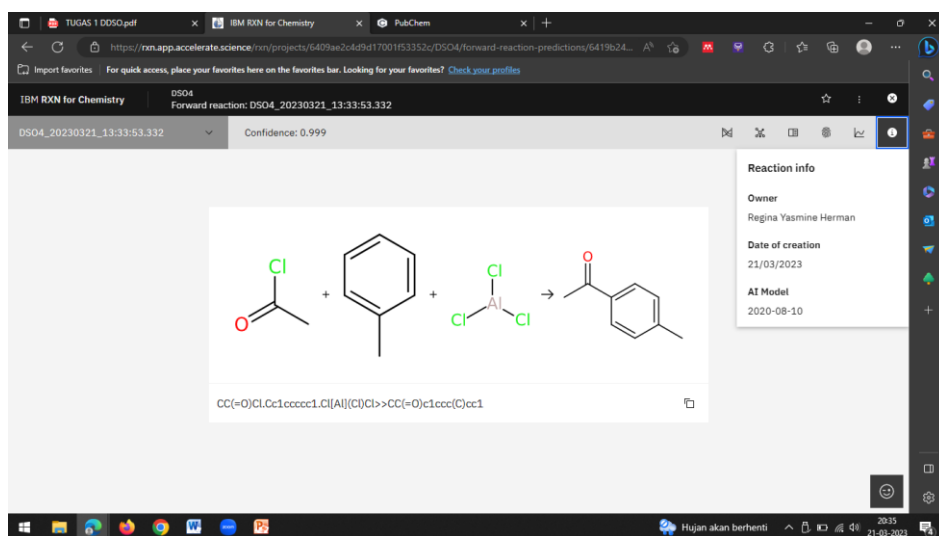 TUGAS 1 DDSO.pdf
IBM RXN for Chemistry
PubChem
https://rxn.app.accelerate.science/rxn/projects/6409ae2c4d9d17001f53352c/DSO4/forward-reaction-predictions/6419b24...
Import favorites
For quick access, place your favorites here on the favorites bar. Looking for your favorites? Check your profiles
IBM RXN for Chemistry
DSO4
Forward reaction: DSO4_20230321_13:33:53.332
DSO4_20230321_13:33:53.332
Confidence: 0.999
Reaction info
Owner
Regina Yasmine Herman
Date of creation
21/03/2023
AI Model
2020-08-10
Cl
O
+
+
Cl
Al
Cl
Cl
→
O
CC(=O)Cl.Cc1ccccc1.Cl[Al](Cl)Cl>>CC(=O)c1ccc(C)cc1
Hujan akan berhenti
20:35
21-03-2023